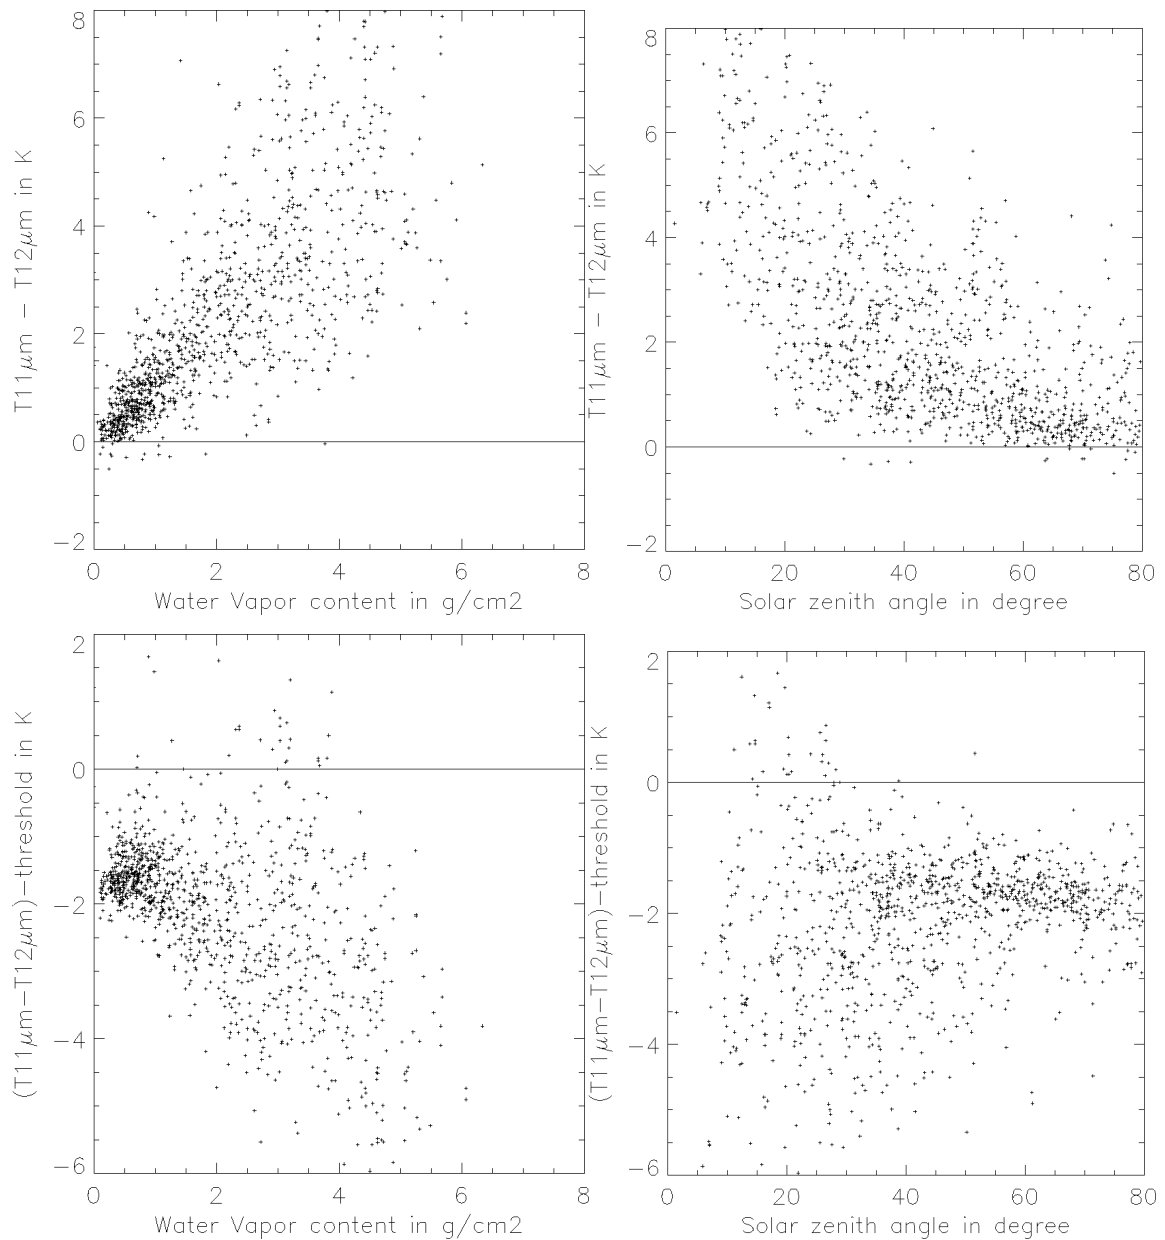 8
6
4
2
0
−2
T11μm − T12μm in K
0 2 4 6 8
Water Vapor content in g/cm2
8
6
4
2
0
−2
T11μm − T12μm in K
0 20 40 60 80
Solar zenith angle in degree
2
0
−2
−4
−6
(T11μm−T12μm)−threshold in K
0 2 4 6 8
Water Vapor content in g/cm2
2
0
−2
−4
−6
(T11μm−T12μm)−threshold in K
0 20 40 60 80
Solar zenith angle in degree